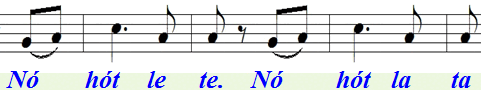 Nó hót le te. Nó hót la ta